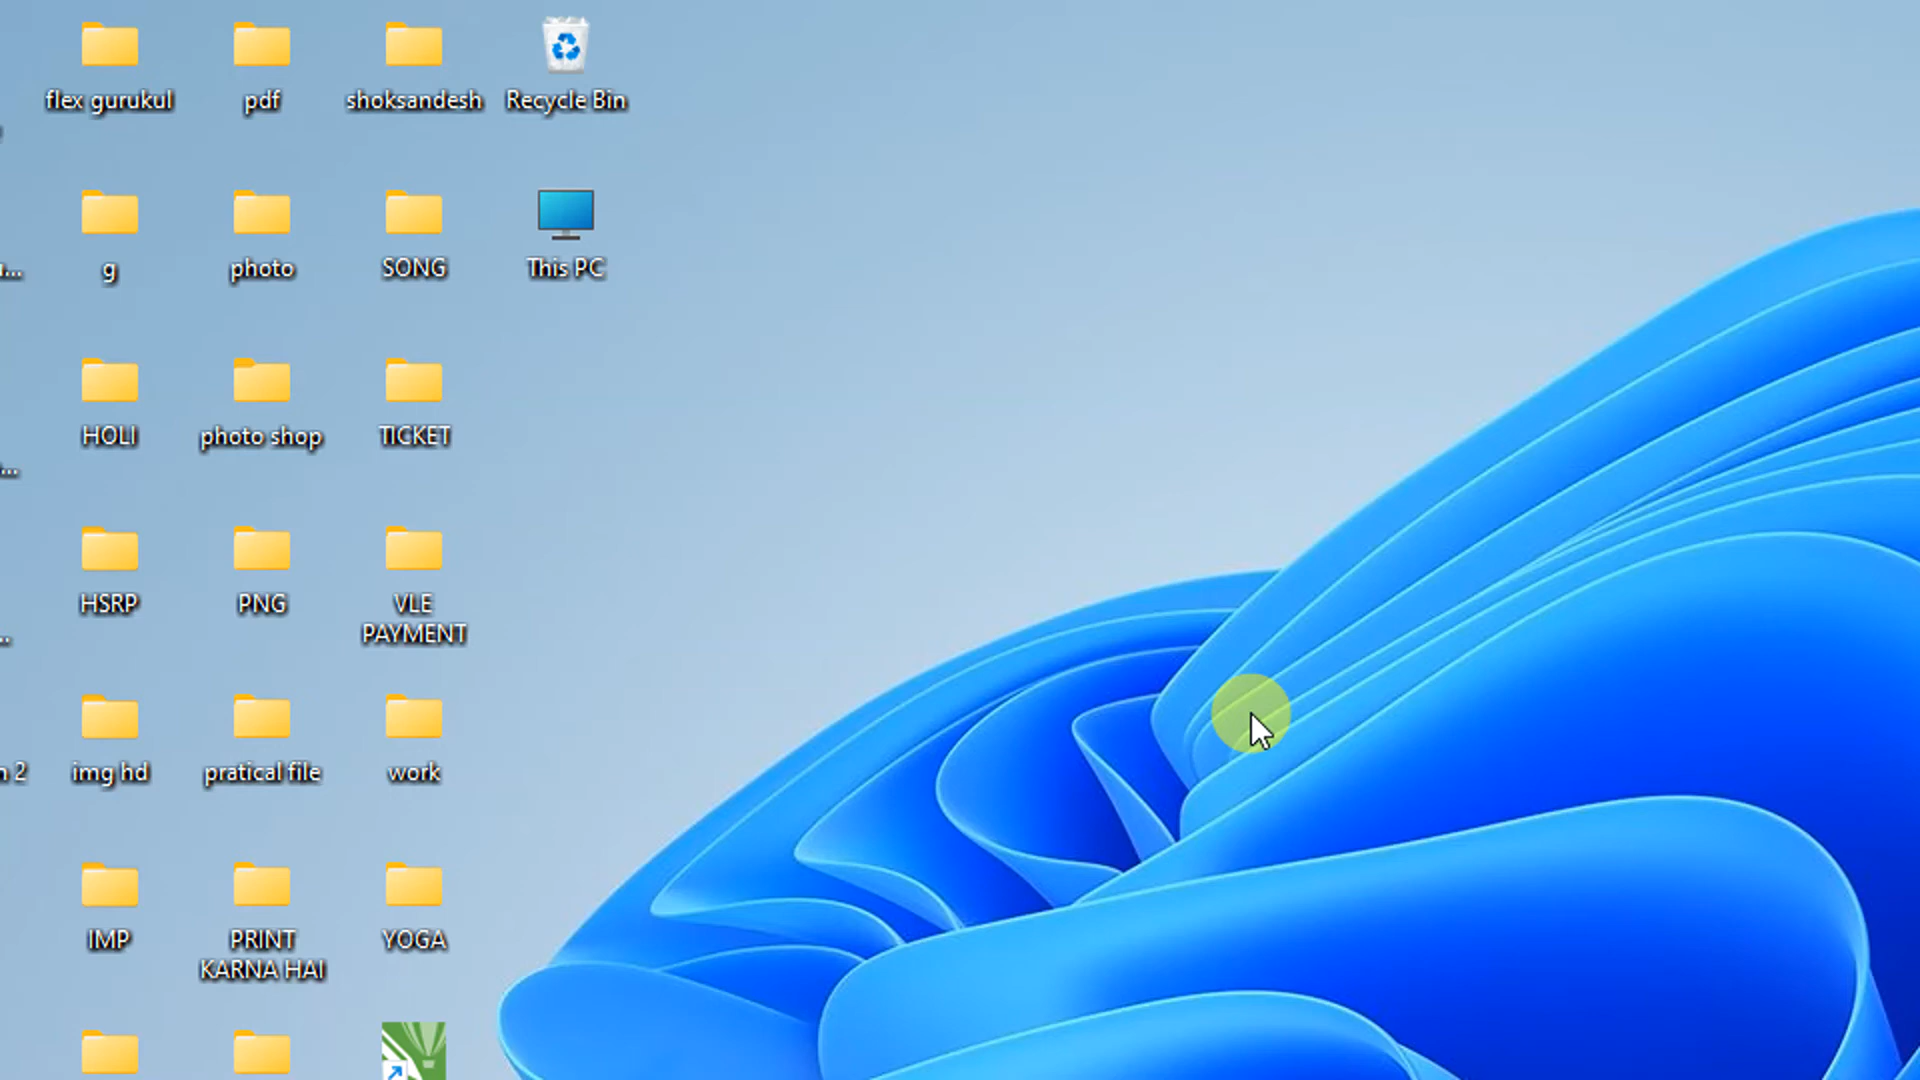 flex gurukul
pdf
shoksandesh
Recycle Bin
g
photo
SONG
This PC
HOLI
photo shop
TICKET
HSRP
PNG
VLE
PAYMENT
n 2
img hd
pratical file
work
IMP
PRINT
KARNA HAI
YOGA